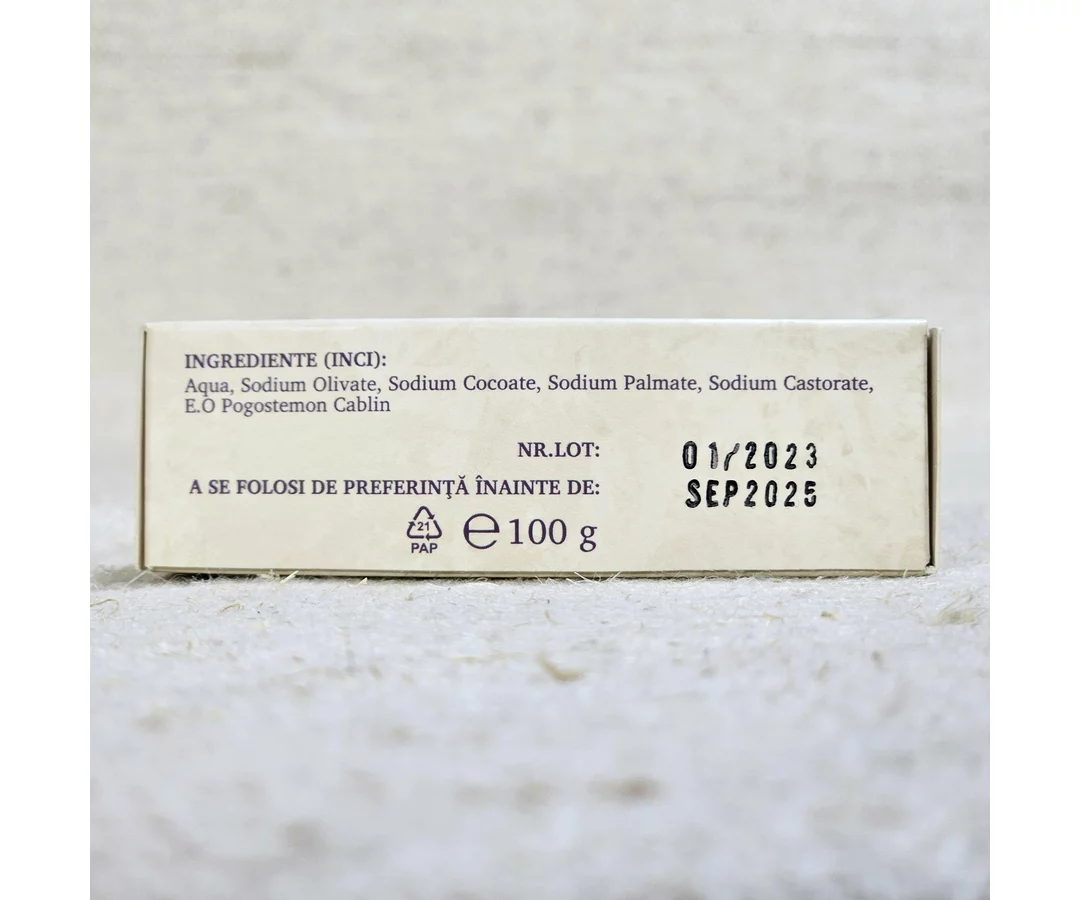 INGREDIENTE (INCI):
Aqua, Sodium Olivate, Sodium Cocoate, Sodium Palmate, Sodium Castorate,
E.O Pogostemon Cablin
NR.LOT: 01/2023
A SE FOLOSI DE PREFERINŢĂ ÎNAINTE DE: SEP2025
21
PAP
℮100 g